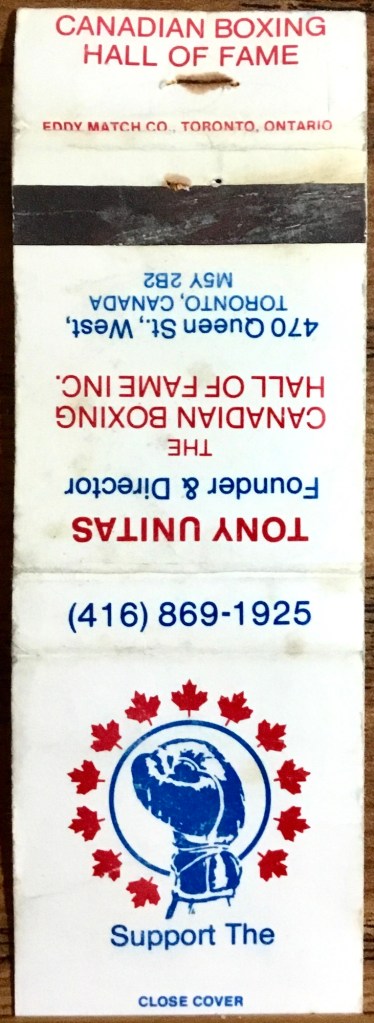 CANADIAN BOXING
HALL OF FAME
EDDY MATCH CO., TORONTO, ONTARIO
TONY UNITAS
Founder & Director
THE
CANADIAN BOXING
HALL OF FAME INC.
470 Queen St., West,
TORONTO, CANADA
M5Y 2B2
(416) 869-1925
Support The
CLOSE COVER